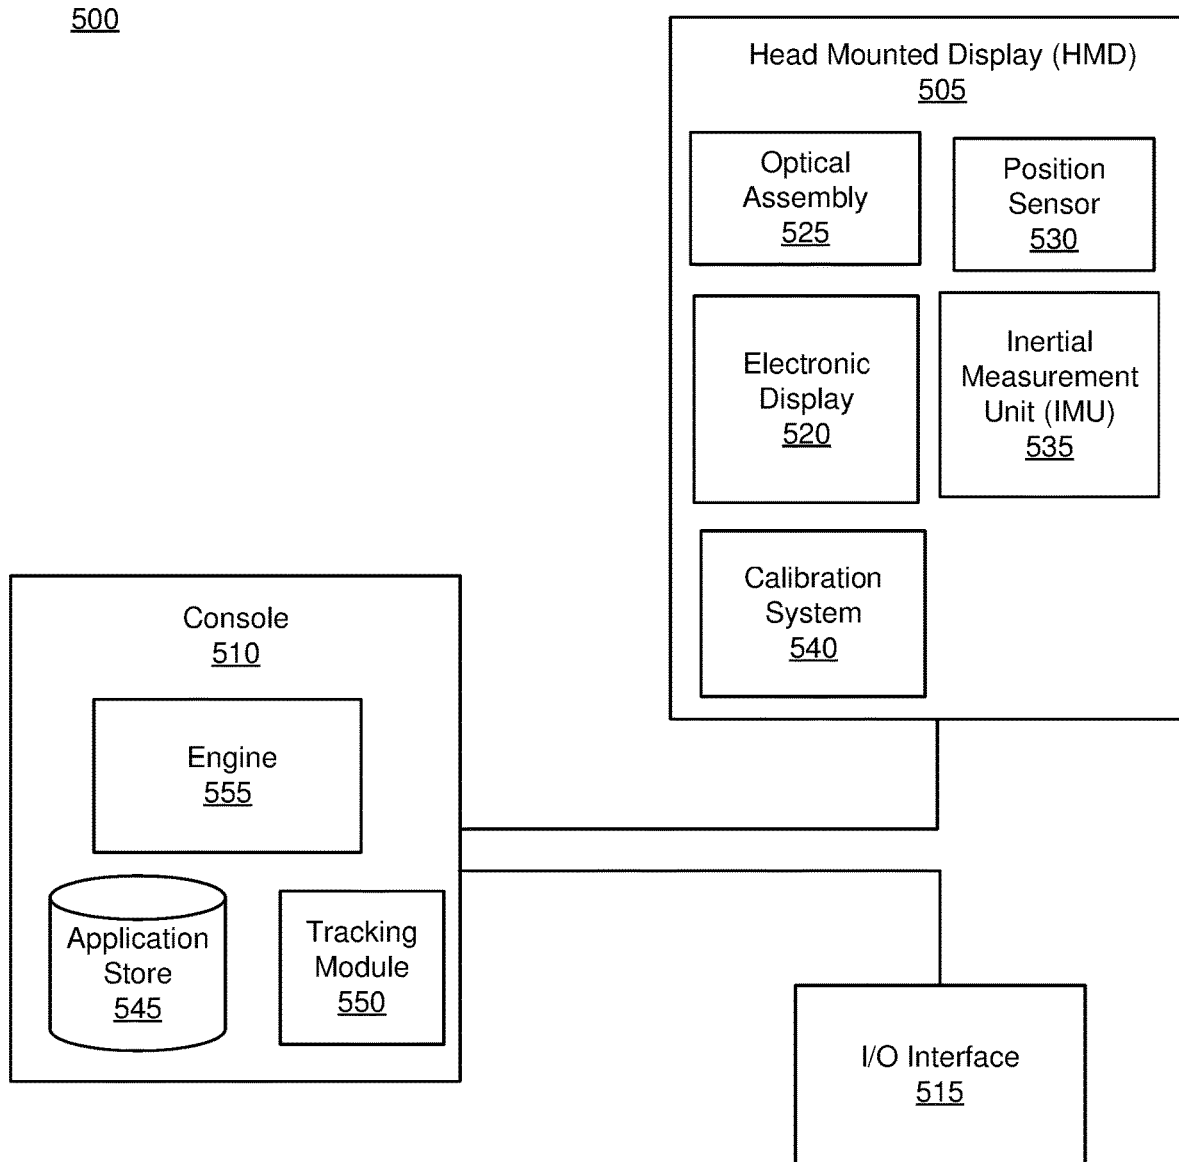 500
Head Mounted Display (HMD)
505
Optical
Assembly
525
Position
Sensor
530
Electronic
Display
520
Inertial
Measurement
Unit (IMU)
535
Calibration
System
540
Console
510
Engine
555
Application
Store
545
Tracking
Module
550
I/O Interface
515